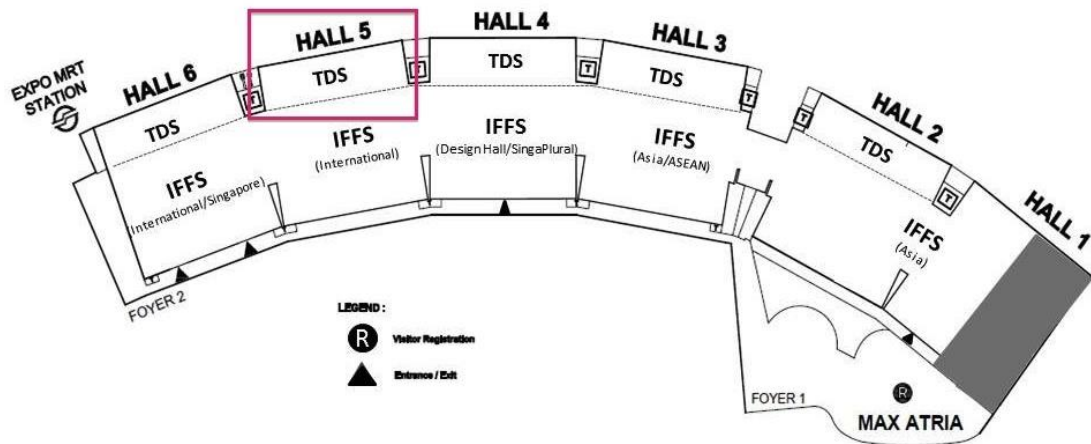 HALL 5
HALL 4
HALL 3
HALL 6
HALL 2
HALL 1
EXPO MRT
STATION
TDS
TDS
TDS
TDS
TDS
T
T
T
T
T
T
IFFS
(International/Singapore)
IFFS
(International)
IFFS
(Design Hall/SingaPlural)
IFFS
(Asia/ASEAN)
IFFS
(Asia)
FOYER 2
LEGEND :
R
Visitor Registration
Entrance / Exit
FOYER 1
R
MAX ATRIA